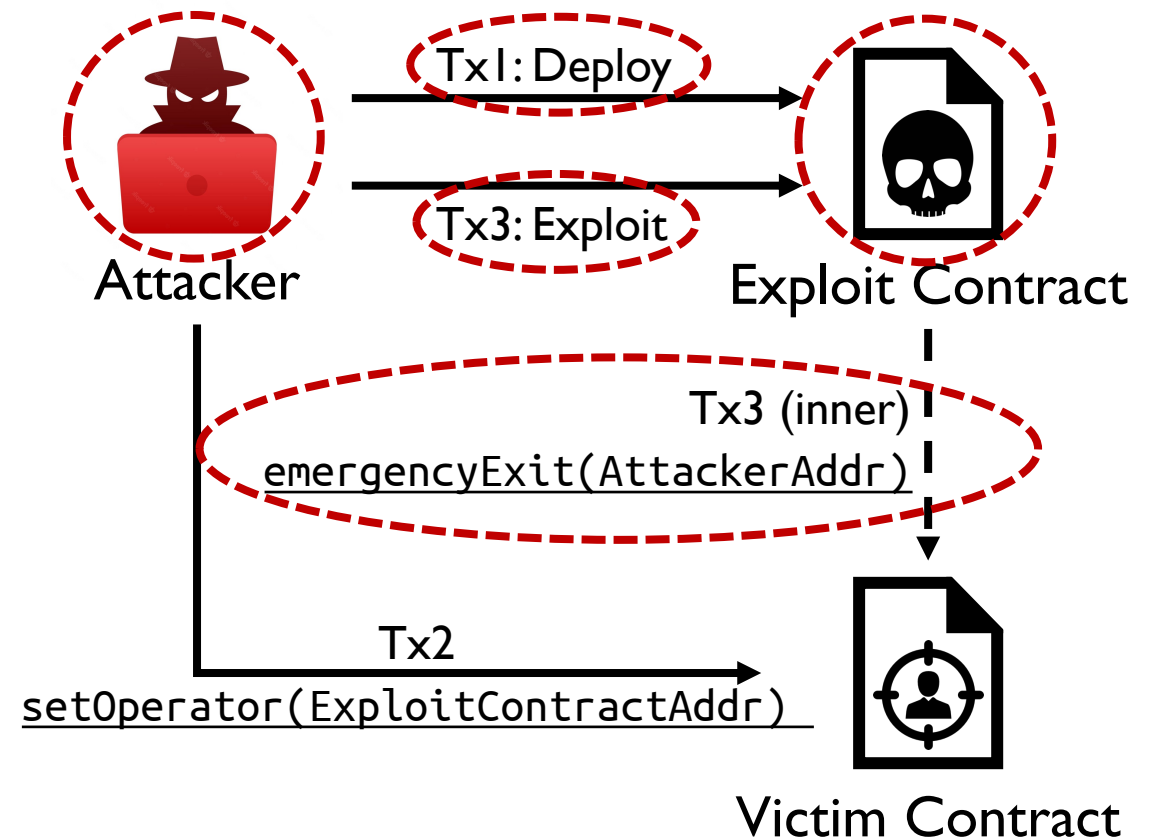 Tx1: Deploy
Tx3: Exploit
Attacker
Exploit Contract
Tx3 (inner)
emergencyExit(AttackerAddr)
Tx2
setOperator(ExploitContractAddr)
Victim Contract